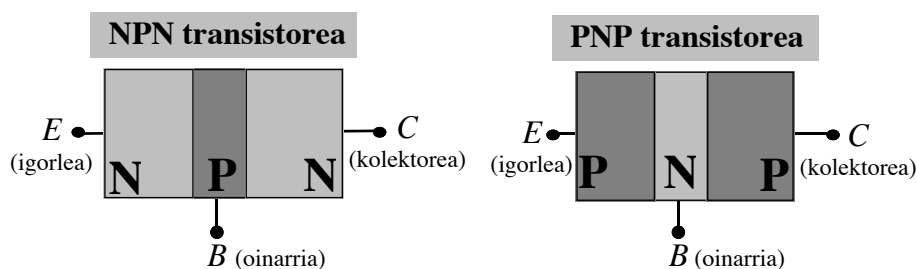 NPN transistorea
E
(igorlea)
N
P
N
C
(kolektorea)
B (oinarria)
PNP transistorea
E
(igorlea)
P
N
P
C
(kolektorea)
B (oinarria)